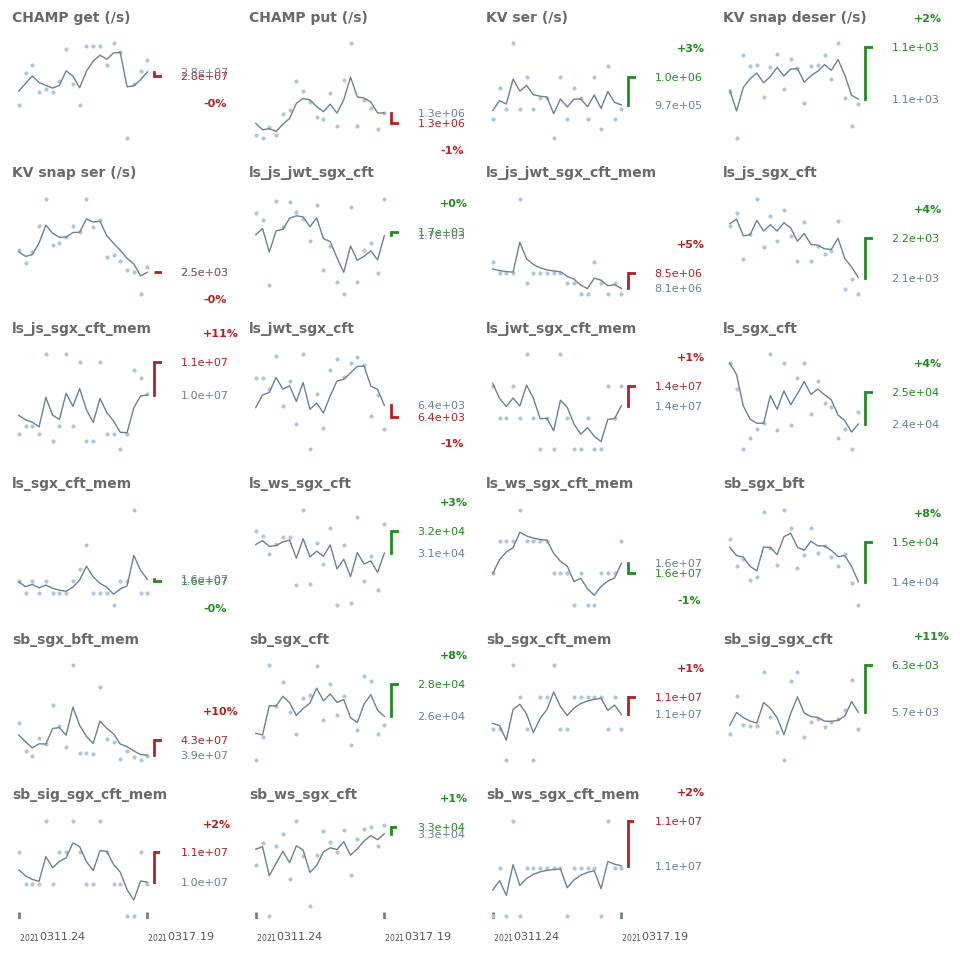 CHAMP get (/s)
2.8e+07
2.8e+07
-0%
CHAMP put (/s)
1.3e+06
1.3e+06
-1%
KV ser (/s)
+3%
1.0e+06
9.7e+05
KV snap deser (/s)
+2%
1.1e+03
1.1e+03
KV snap ser (/s)
2.5e+03
-0%
ls_js_jwt_sgx_cft
+0%
1.7e+03
1.7e+03
ls_js_jwt_sgx_cft_mem
+5%
8.5e+06
8.1e+06
ls_js_sgx_cft
+4%
2.2e+03
2.1e+03
ls_js_sgx_cft_mem
+11%
1.1e+07
1.0e+07
ls_jwt_sgx_cft
6.4e+03
6.4e+03
-1%
ls_jwt_sgx_cft_mem
+1%
1.4e+07
1.4e+07
ls_sgx_cft
+4%
2.5e+04
2.4e+04
ls_sgx_cft_mem
1.6e+07
1.6e+07
-0%
ls_ws_sgx_cft
+3%
3.2e+04
3.1e+04
ls_ws_sgx_cft_mem
1.6e+07
1.6e+07
-1%
sb_sgx_bft
+8%
1.5e+04
1.4e+04
sb_sgx_bft_mem
+10%
4.3e+07
3.9e+07
sb_sgx_cft
+8%
2.8e+04
2.6e+04
sb_sgx_cft_mem
+1%
1.1e+07
1.1e+07
sb_sig_sgx_cft
+11%
6.3e+03
5.7e+03
sb_sig_sgx_cft_mem
+2%
1.1e+07
1.0e+07
sb_ws_sgx_cft
+1%
3.3e+04
3.3e+04
sb_ws_sgx_cft_mem
+2%
1.1e+07
1.1e+07
2021 0311.24
2021 0317.19
2021 0311.24
2021 0317.19
2021 0311.24
2021 0317.19